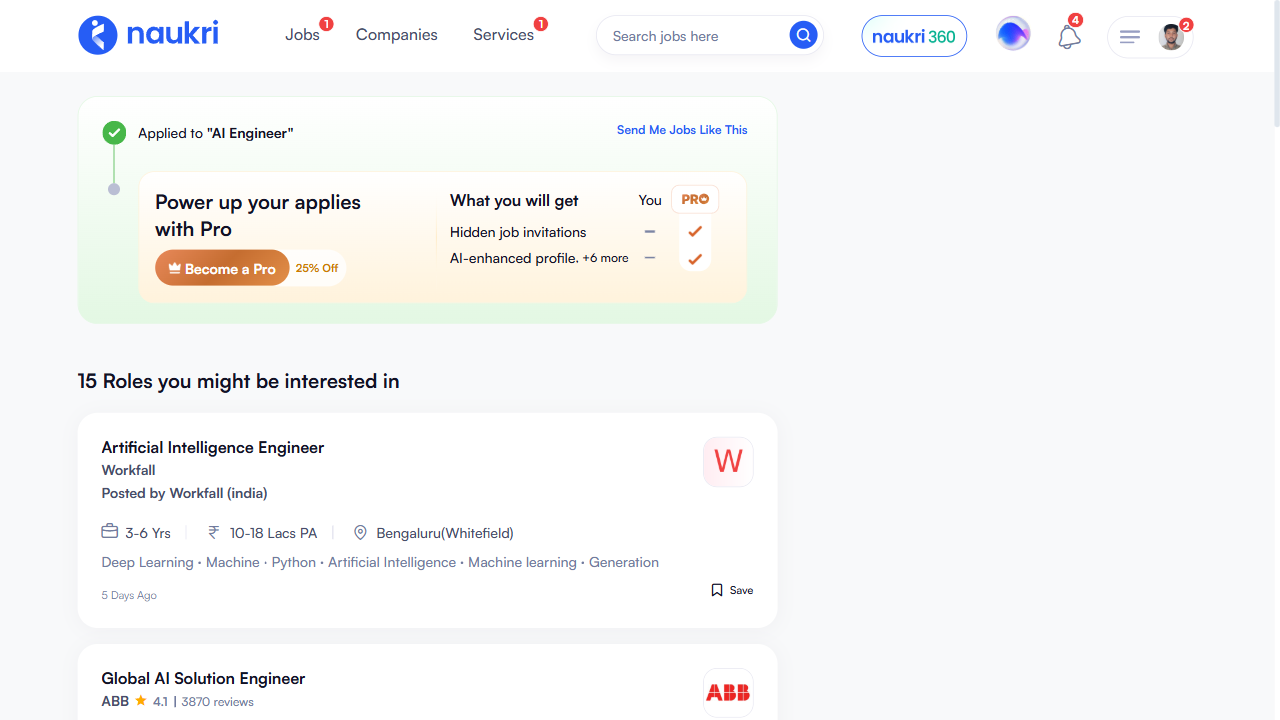 naukri
Jobs 1
Companies
Services 1
Search jobs here
naukri 360
4
2
Applied to "AI Engineer"
Send Me Jobs Like This
Power up your applies
with Pro
Become a Pro
25% Off
What you will get
You
PRO
Hidden job invitations
AI-enhanced profile. +6 more
15 Roles you might be interested in
Artificial Intelligence Engineer
Workfall
Posted by Workfall (india)
W
3-6 Yrs
₹ 10-18 Lacs PA
Bengaluru(Whitefield)
Deep Learning · Machine · Python · Artificial Intelligence · Machine learning · Generation
5 Days Ago
Save
Global AI Solution Engineer
ABB 4.1 | 3870 reviews
ABB